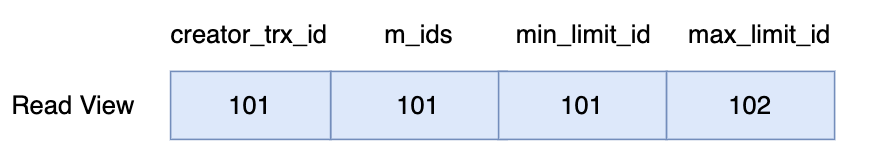 creator_trx_id m_ids min_limit_id max_limit_id
Read View 101 101 101 102